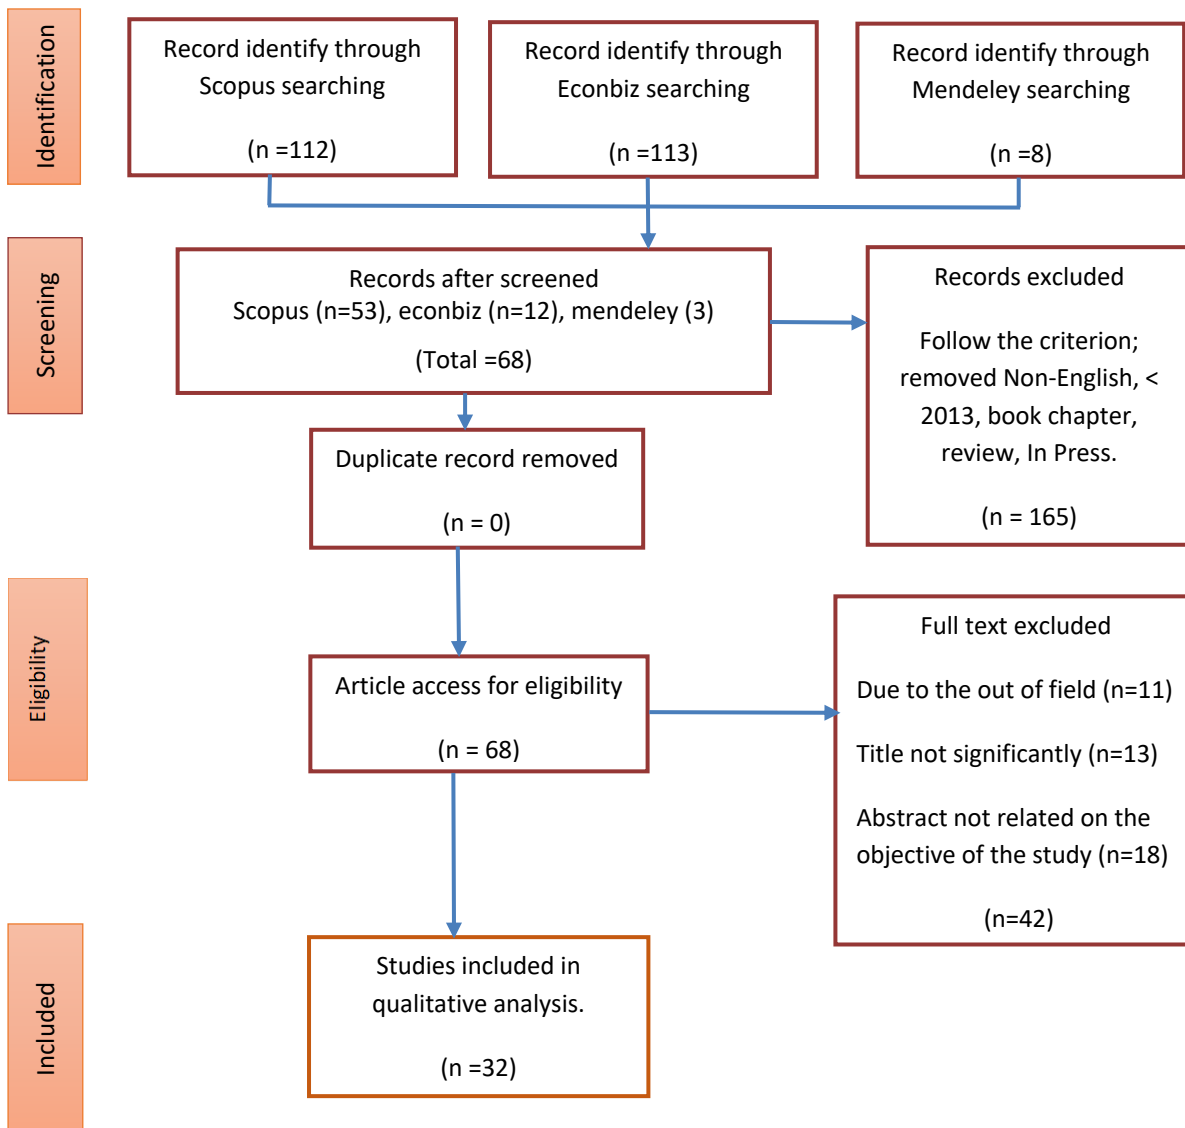 Identification
Record identify through
Scopus searching
(n =112)
Record identify through
Econbiz searching
(n =113)
Record identify through
Mendeley searching
(n =8)
Screening
Records after screened
Scopus (n=53), econbiz (n=12), mendeley (3)
(Total =68)
Records excluded
Follow the criterion;
removed Non-English, <
2013, book chapter,
review, In Press.
(n = 165)
Duplicate record removed
(n = 0)
Eligibility
Article access for eligibility
(n = 68)
Full text excluded
Due to the out of field (n=11)
Title not significantly (n=13)
Abstract not related on the
objective of the study (n=18)
(n=42)
Included
Studies included in
qualitative analysis.
(n =32)